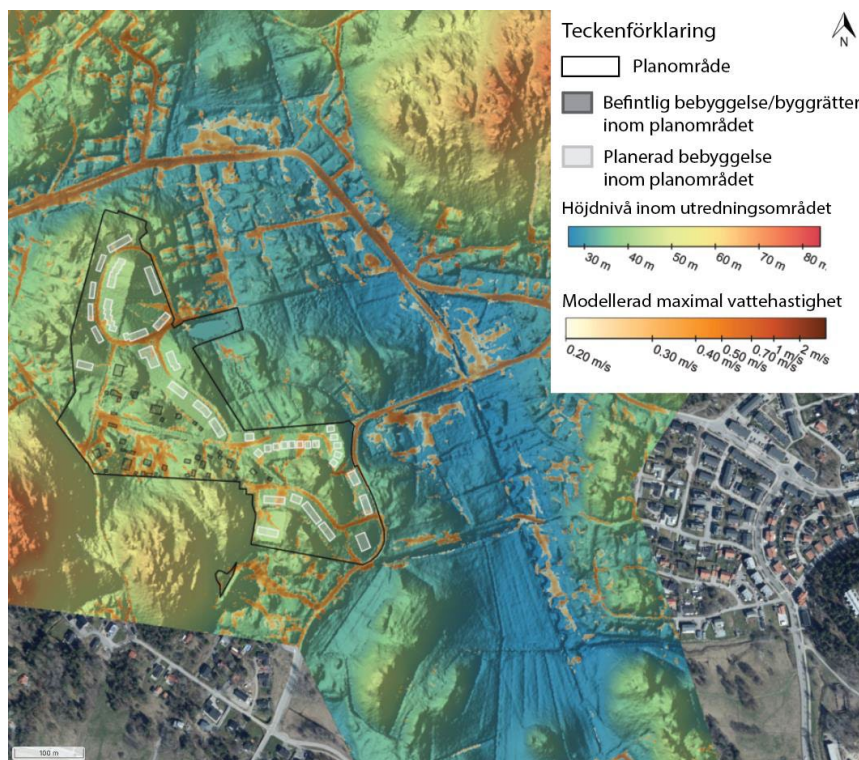 Teckenförklaring
N
Planområde
Befintlig bebyggelse/byggrätter
inom planområdet
Planerad bebyggelse
inom planområdet
Höjdnivå inom utredningsområdet
30 m 40 m 50 m 60 m 70 m 80 m
Modellerad maximal vattehastighet
0.20 m/s 0.30 m/s 0.40 m/s 0.50 m/s 0.70 m/s 1 m/s 2 m/s
100 m